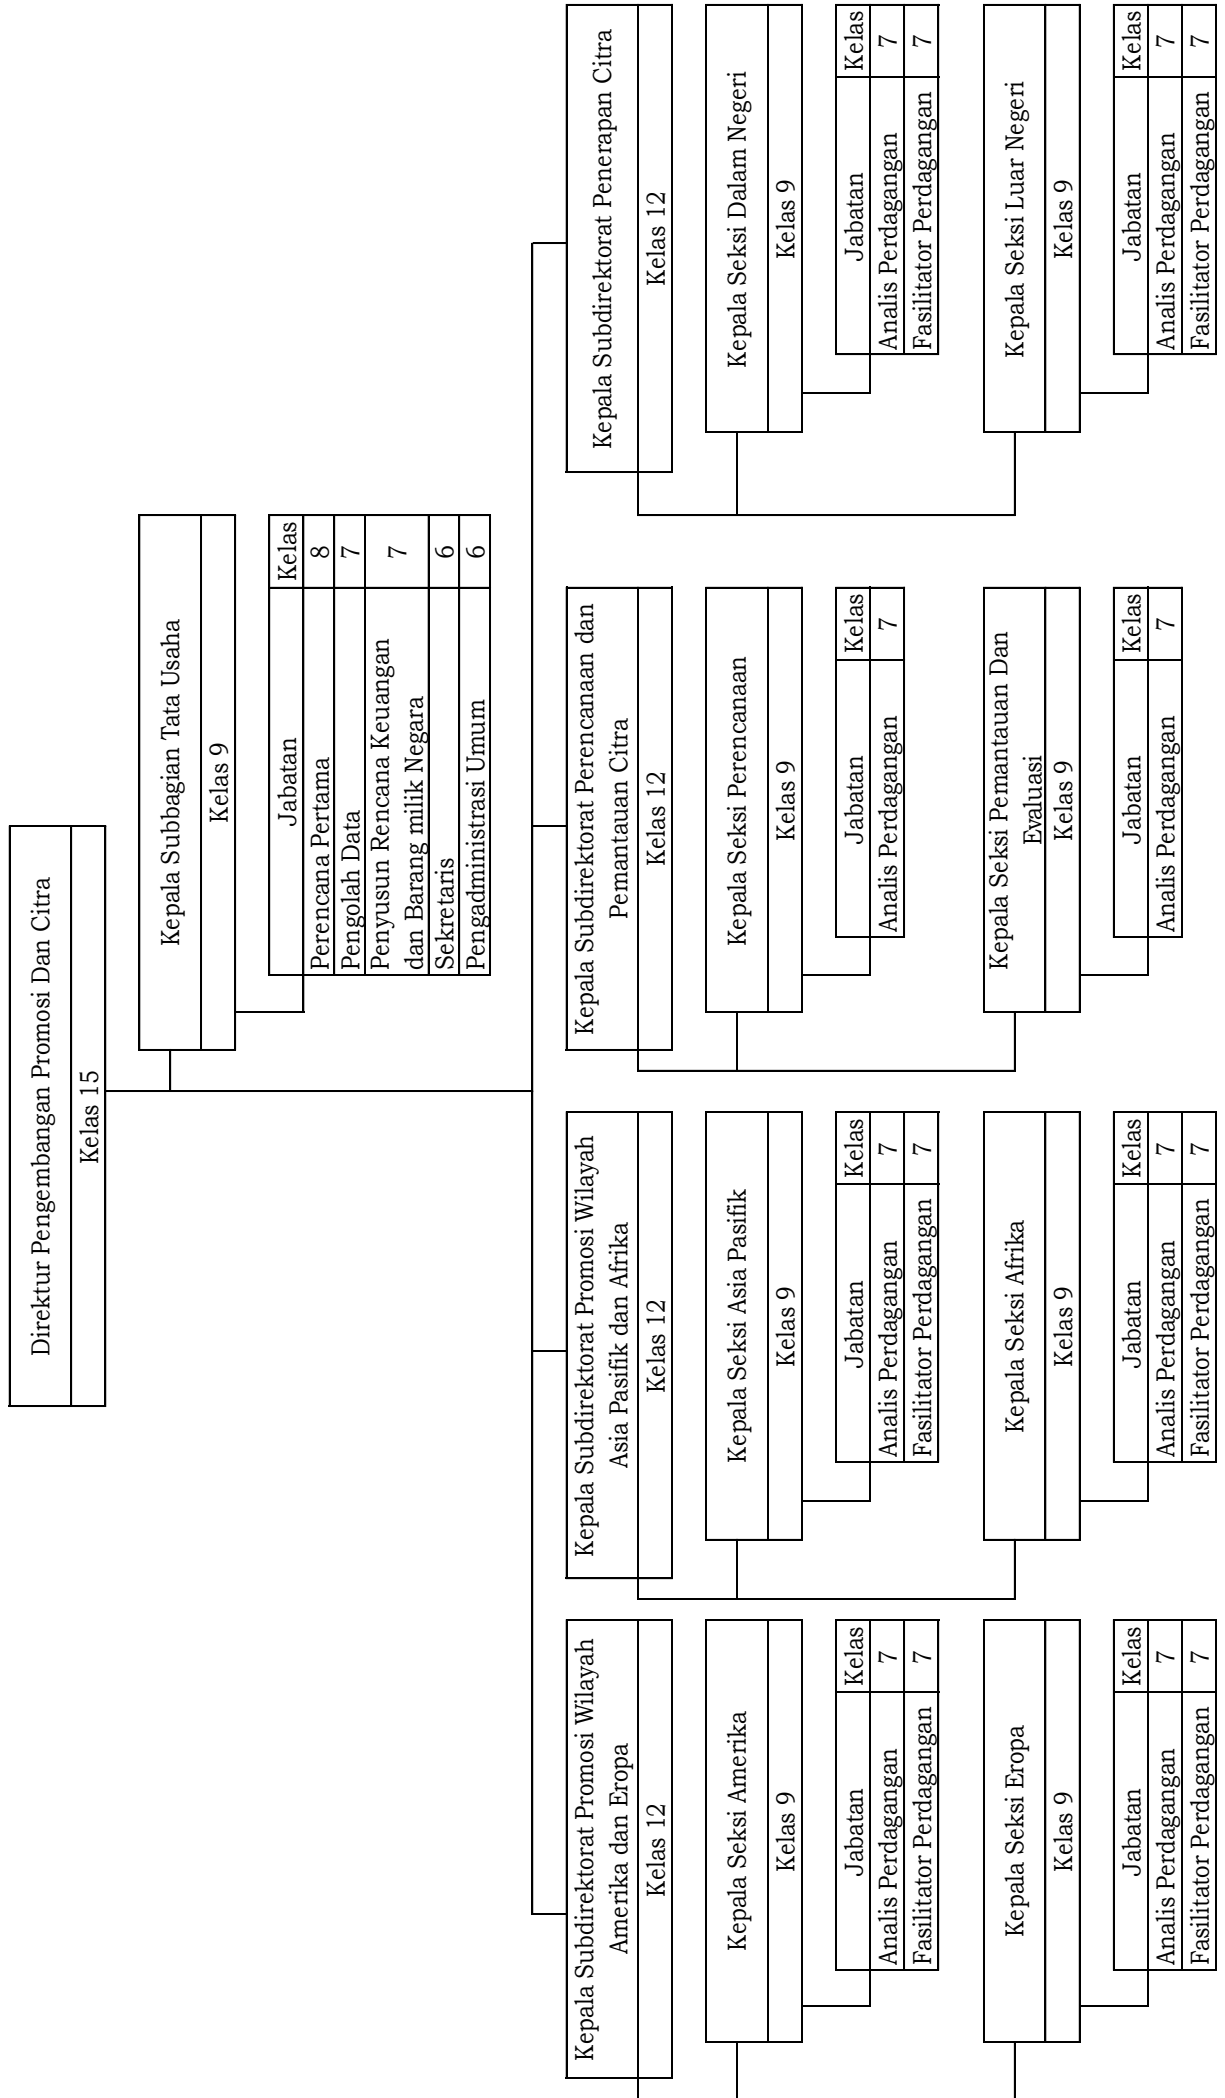 Direktur Pengembangan Promosi Dan Citra
Kelas 15
Kepala Subbagian Tata Usaha
Kelas 9
Jabatan Kelas
Perencana Pertama 8
Pengolah Data 7
Penyusun Rencana Keuangan
dan Barang milik Negara 7
Sekretaris 6
Pengadministrasi Umum 6
Kepala Subdirektorat Promosi Wilayah
Amerika dan Eropa
Kelas 12
Kepala Seksi Amerika
Kelas 9
Jabatan Kelas
Analis Perdagangan 7
Fasilitator Perdagangan 7
Kepala Seksi Eropa
Kelas 9
Jabatan Kelas
Analis Perdagangan 7
Fasilitator Perdagangan 7
Kepala Subdirektorat Promosi Wilayah
Asia Pasifik dan Afrika
Kelas 12
Kepala Seksi Asia Pasifik
Kelas 9
Jabatan Kelas
Analis Perdagangan 7
Fasilitator Perdagangan 7
Kepala Seksi Afrika
Kelas 9
Jabatan Kelas
Analis Perdagangan 7
Fasilitator Perdagangan 7
Kepala Subdirektorat Perencanaan dan
Pemantauan Citra
Kelas 12
Kepala Seksi Perencanaan
Kelas 9
Jabatan Kelas
Analis Perdagangan 7
Kepala Seksi Pemantauan Dan
Evaluasi
Kelas 9
Jabatan Kelas
Analis Perdagangan 7
Kepala Subdirektorat Penerapan Citra
Kelas 12
Kepala Seksi Dalam Negeri
Kelas 9
Jabatan Kelas
Analis Perdagangan 7
Fasilitator Perdagangan 7
Kepala Seksi Luar Negeri
Kelas 9
Jabatan Kelas
Analis Perdagangan 7
Fasilitator Perdagangan 7